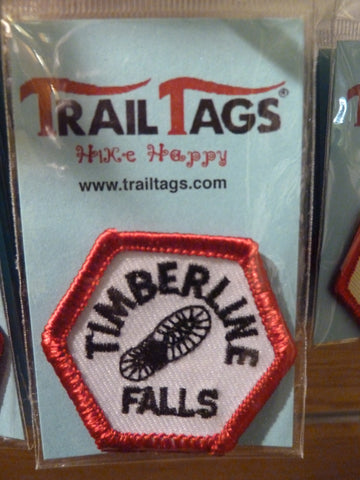 TRAIL TAGS®
HiKe Happy
www.trailtags.com
TIMBERLINE
FALLS